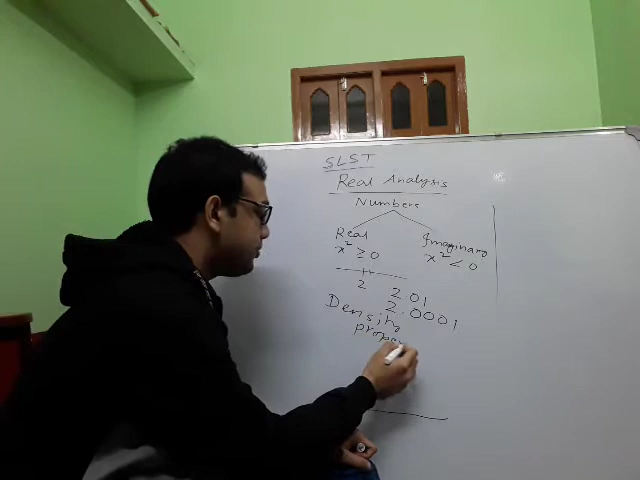 SLST
Real Analysis
Numbers
Real Imaginary
x² ≥ 0 x² < 0
2
2.01
2.0001
Density
proper